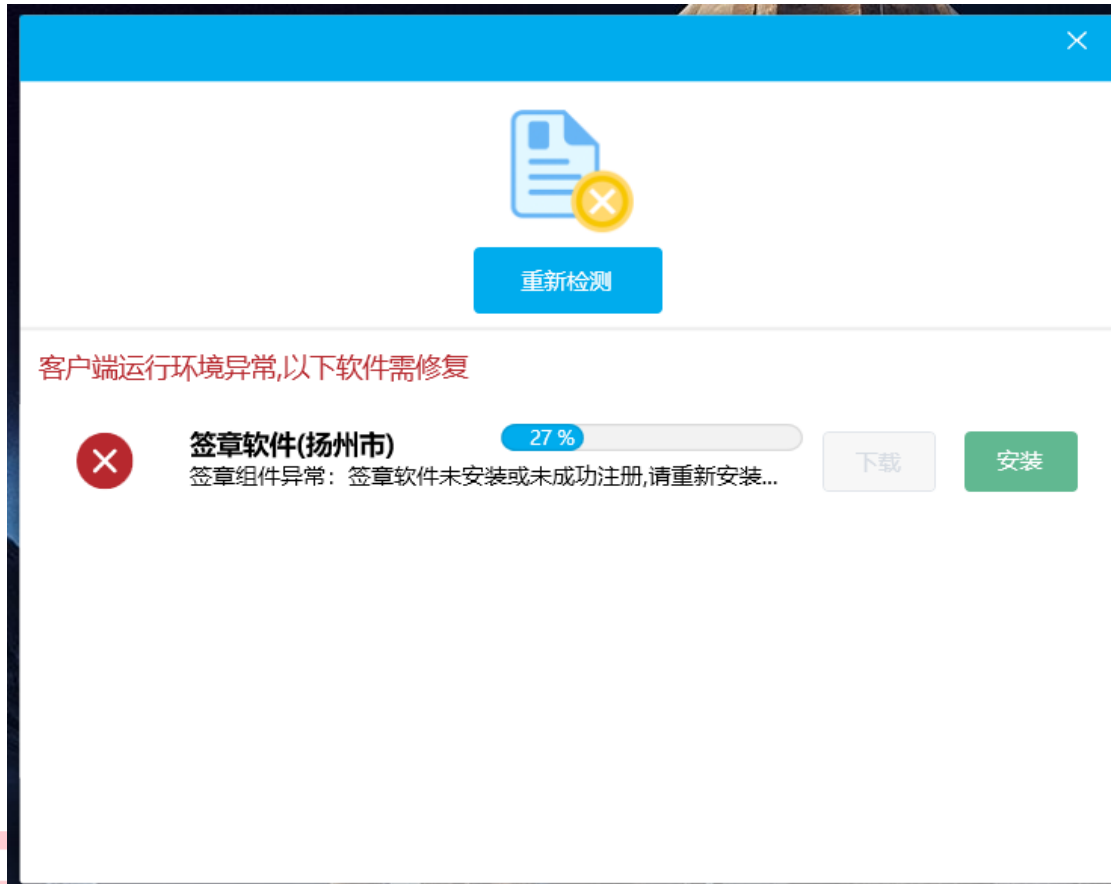 重新检测
客户端运行环境异常,以下软件需修复
签章软件(扬州市)
27 %
签章组件异常：签章软件未安装或未成功注册,请重新安装...
下载
安装